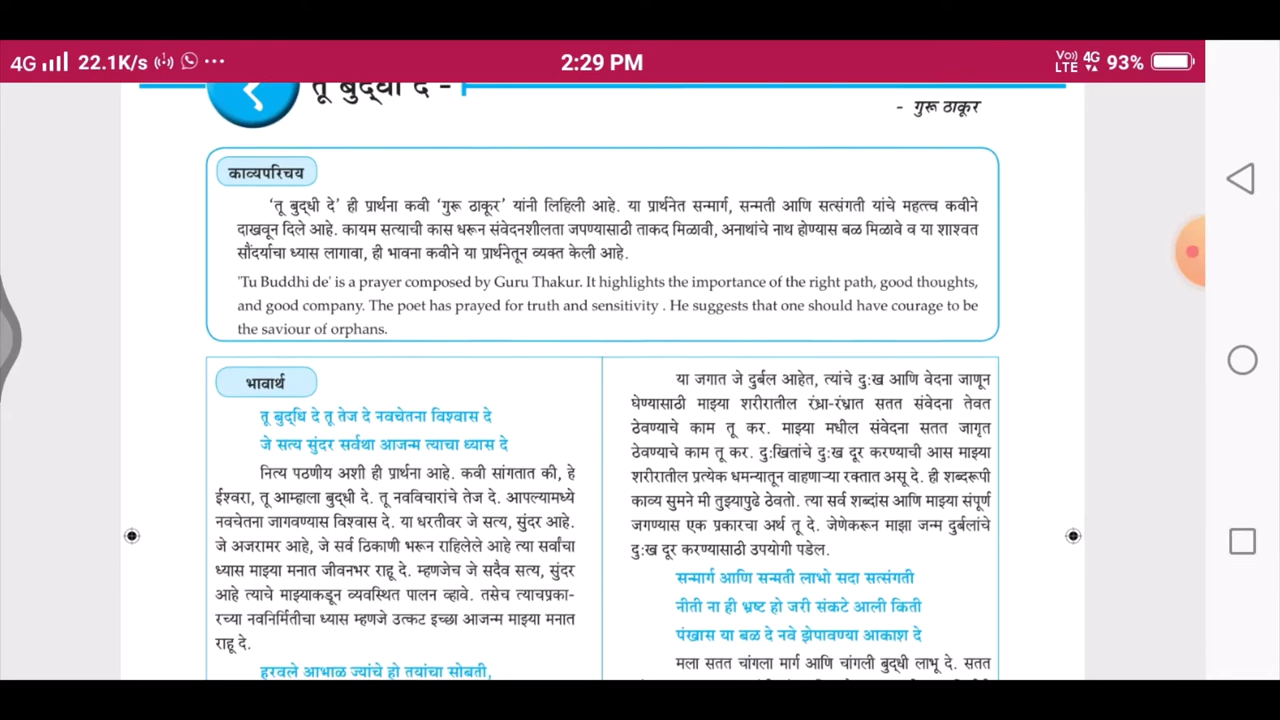 4G 22.1K/s ...
2:29 PM
Vo)) LTE 4G 93%
१
तू बुद्धी दे -
- गुरू ठाकूर
काव्यपरिचय
'तू बुद्धी दे' ही प्रार्थना कवी 'गुरू ठाकूर' यांनी लिहिली आहे. या प्रार्थनेत सन्मार्ग, सन्मती आणि सत्संगती यांचे महत्त्व कवीने
दाखवून दिले आहे. कायम सत्याची कास धरून संवेदनशीलता जपण्यासाठी ताकद मिळावी, अनाथांचे नाथ होण्यास बळ मिळावे व या शाश्वत
सौंदर्याचा ध्यास लागावा, ही भावना कवीने या प्रार्थनेतून व्यक्त केली आहे.
'Tu Buddhi de' is a prayer composed by Guru Thakur. It highlights the importance of the right path, good thoughts,
and good company. The poet has prayed for truth and sensitivity . He suggests that one should have courage to be
the saviour of orphans.
भावार्थ
तू बुद्धि दे तू तेज दे नवचेतना विश्वास दे
जे सत्य सुंदर सर्वथा आजन्म त्याचा ध्यास दे
नित्य पठणीय अशी ही प्रार्थना आहे. कवी सांगतात की, हे
ईश्वरा, तू आम्हाला बुद्धी दे. तू नवविचारांचे तेज दे. आपल्यामध्ये
नवचेतना जागवण्यास विश्वास दे. या धरतीवर जे सत्य, सुंदर आहे.
जे अजरामर आहे, जे सर्व ठिकाणी भरून राहिलेले आहे त्या सर्वांचा
ध्यास माझ्या मनात जीवनभर राहू दे. म्हणजेच जे सदैव सत्य, सुंदर
आहे त्याचे माझ्याकडून व्यवस्थित पालन व्हावे. तसेच त्याचप्रका-
रच्या नवनिर्मितीचा ध्यास म्हणजे उत्कट इच्छा आजन्म माझ्या मनात
राहू दे.
हरवले आभाळ ज्यांचे हो तयांचा सोबती,
या जगात जे दुर्बल आहेत, त्यांचे दुःख आणि वेदना जाणून
घेण्यासाठी माझ्या शरीरातील रंध्रा-रंध्रात सतत संवेदना तेवत
ठेवण्याचे काम तू कर. माझ्या मधील संवेदना सतत जागृत
ठेवण्याचे काम तू कर. दुःखितांचे दुःख दूर करण्याची आस माझ्या
शरीरातील प्रत्येक धमन्यातून वाहणाऱ्या रक्तात असू दे. ही शब्दरूपी
काव्य सुमने मी तुझ्यापुढे ठेवतो. त्या सर्व शब्दांस आणि माझ्या संपूर्ण
जगण्यास एक प्रकारचा अर्थ तू दे. जेणेकरून माझा जन्म दुर्बलांचे
दुःख दूर करण्यासाठी उपयोगी पडेल.
सन्मार्ग आणि सन्मती लाभो सदा सत्संगती
नीती ना ही भ्रष्ट हो जरी संकटे आली किती
पंखास या बळ दे नवे झेपावण्या आकाश दे
मला सतत चांगला मार्ग आणि चांगली बुद्धी लाभू दे. सतत